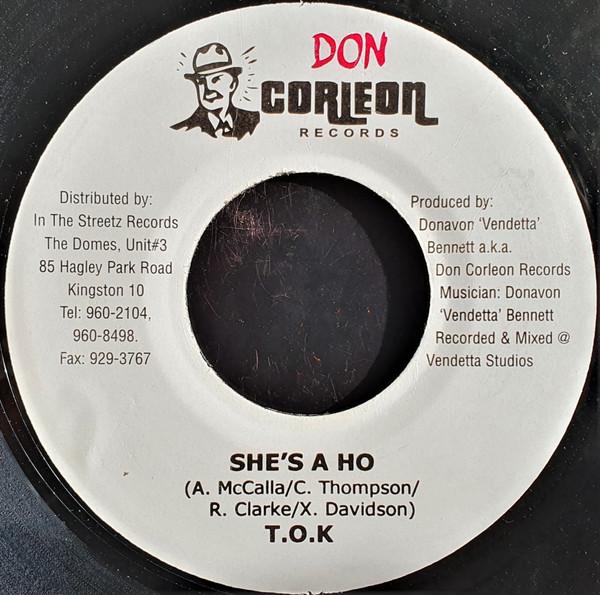 DON
CORLEON
RECORDS
Distributed by:
In The Streetz Records
The Domes, Unit#3
85 Hagley Park Road
Kingston 10
Tel: 960-2104,
960-8498.
Fax: 929-3767
Produced by:
Donavon 'Vendetta'
Bennett a.k.a.
Don Corleon Records
Musician: Donavon
'Vendetta' Bennett
Recorded & Mixed @
Vendetta Studios
SHE'S A HO
(A. McCalla/C. Thompson/
R. Clarke/X. Davidson)
T.O.K